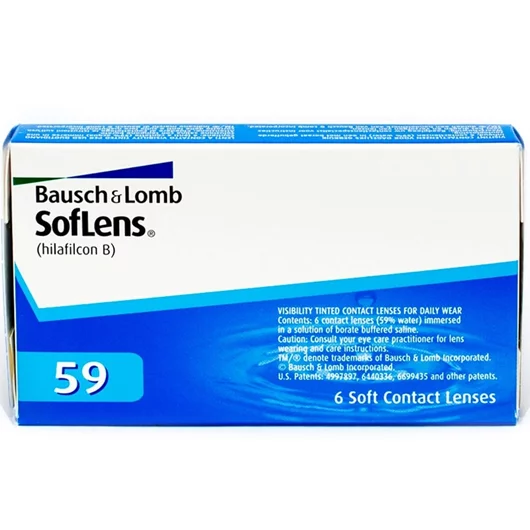 Bausch & Lomb
SofLens®
(hilafilcon B)
VISIBILITY TINTED CONTACT LENSES FOR DAILY WEAR
Contents: 6 contact lenses (59% water) immersed
in a solution of borate buffered saline.
Caution: Consult your eye care practitioner for lens
wearing and care instructions.
TM/® denote trademarks of Bausch & Lomb Incorporated.
© Bausch & Lomb Incorporated.
U.S. Patents: 4997897, 6440336, 6699435 and other patents.
59
6 Soft Contact Lenses